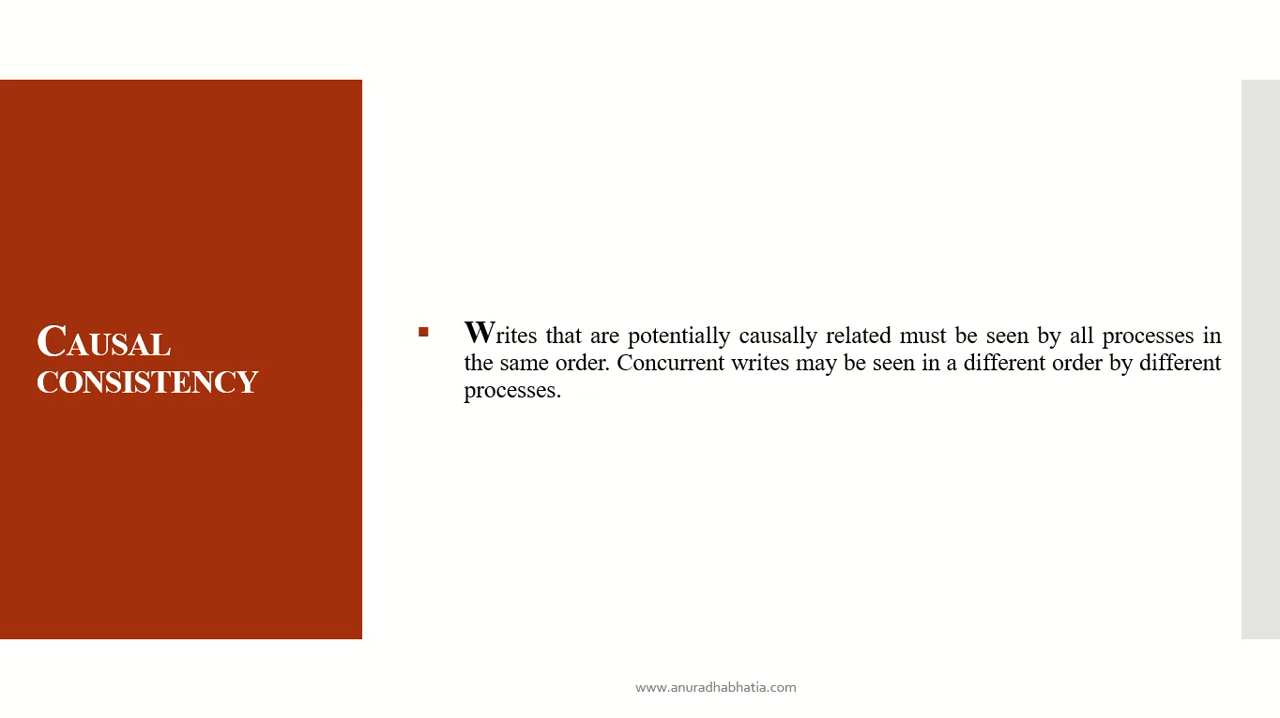 CAUSAL
CONSISTENCY
Writes that are potentially causally related must be seen by all processes in
the same order. Concurrent writes may be seen in a different order by different
processes.
www.anuradhabhatia.com